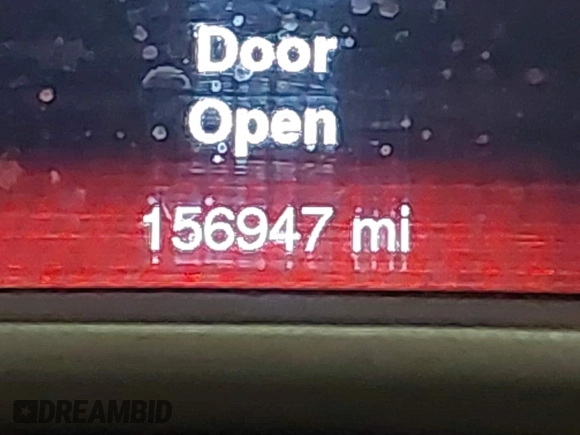 Door
Open
156947 mi
DREAMBID